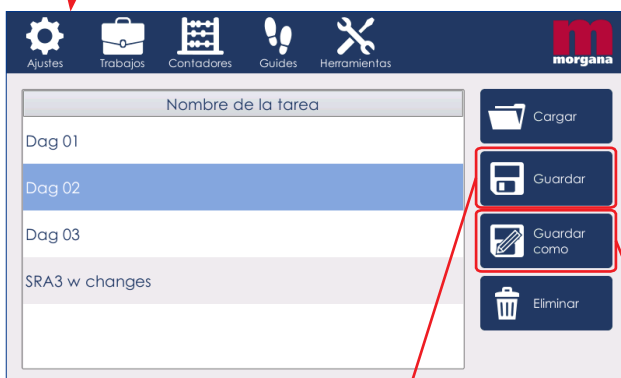 Ajustes Trabajos Contadores Guides Herramientas morgana
Nombre de la tarea
Dag 01
Dag 02
Dag 03
SRA3 w changes
Cargar
Guardar
Guardar
como
Eliminar